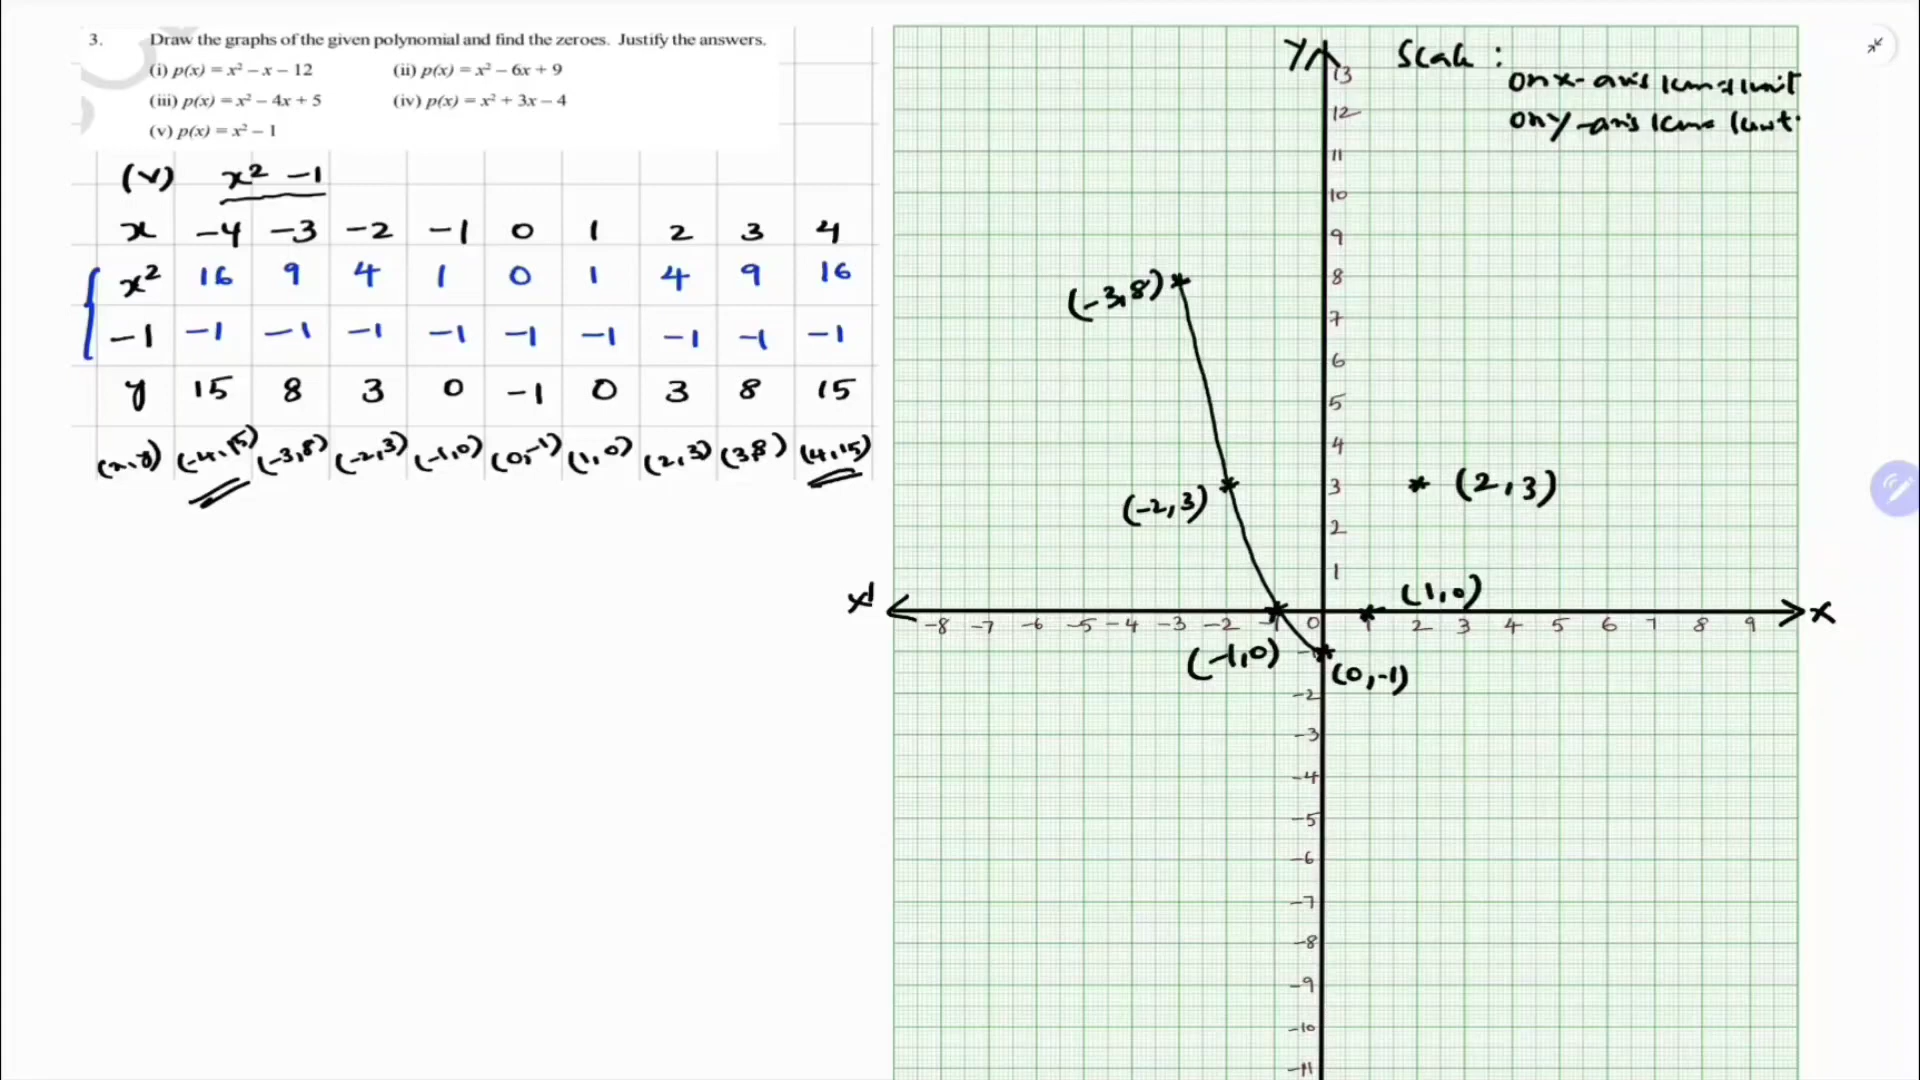 3. Draw the graphs of the given polynomial and find the zeroes. Justify the answers.
(i) p(x) = x² – x – 12 (ii) p(x) = x² – 6x + 9
(iii) p(x) = x² – 4x + 5 (iv) p(x) = x² + 3x – 4
(v) p(x) = x² – 1
(v) x² -1
x -4 -3 -2 -1 0 1 2 3 4
x² 16 9 4 1 0 1 4 9 16
-1 -1 -1 -1 -1 -1 -1 -1 -1 -1
y 15 8 3 0 -1 0 3 8 15
(x,y) (-4,15) (-3,8) (-2,3) (-1,0) (0,-1) (1,0) (2,3) (3,8) (4,15)
Y Scale :
on x-axis 1cm=1unit
on y-axis 1cm=1unit.
13
12
11
10
9
(-3,8) 8
7
6
5
4
(-2,3) 3 (2,3)
2
1
(1,0)
X' X
-8 -7 -6 -5 -4 -3 -2 -1 0 1 2 3 4 5 6 7 8 9
(-1,0) -1
(0,-1)
-2
-3
-4
-5
-6
-7
-8
-9
-10
-11